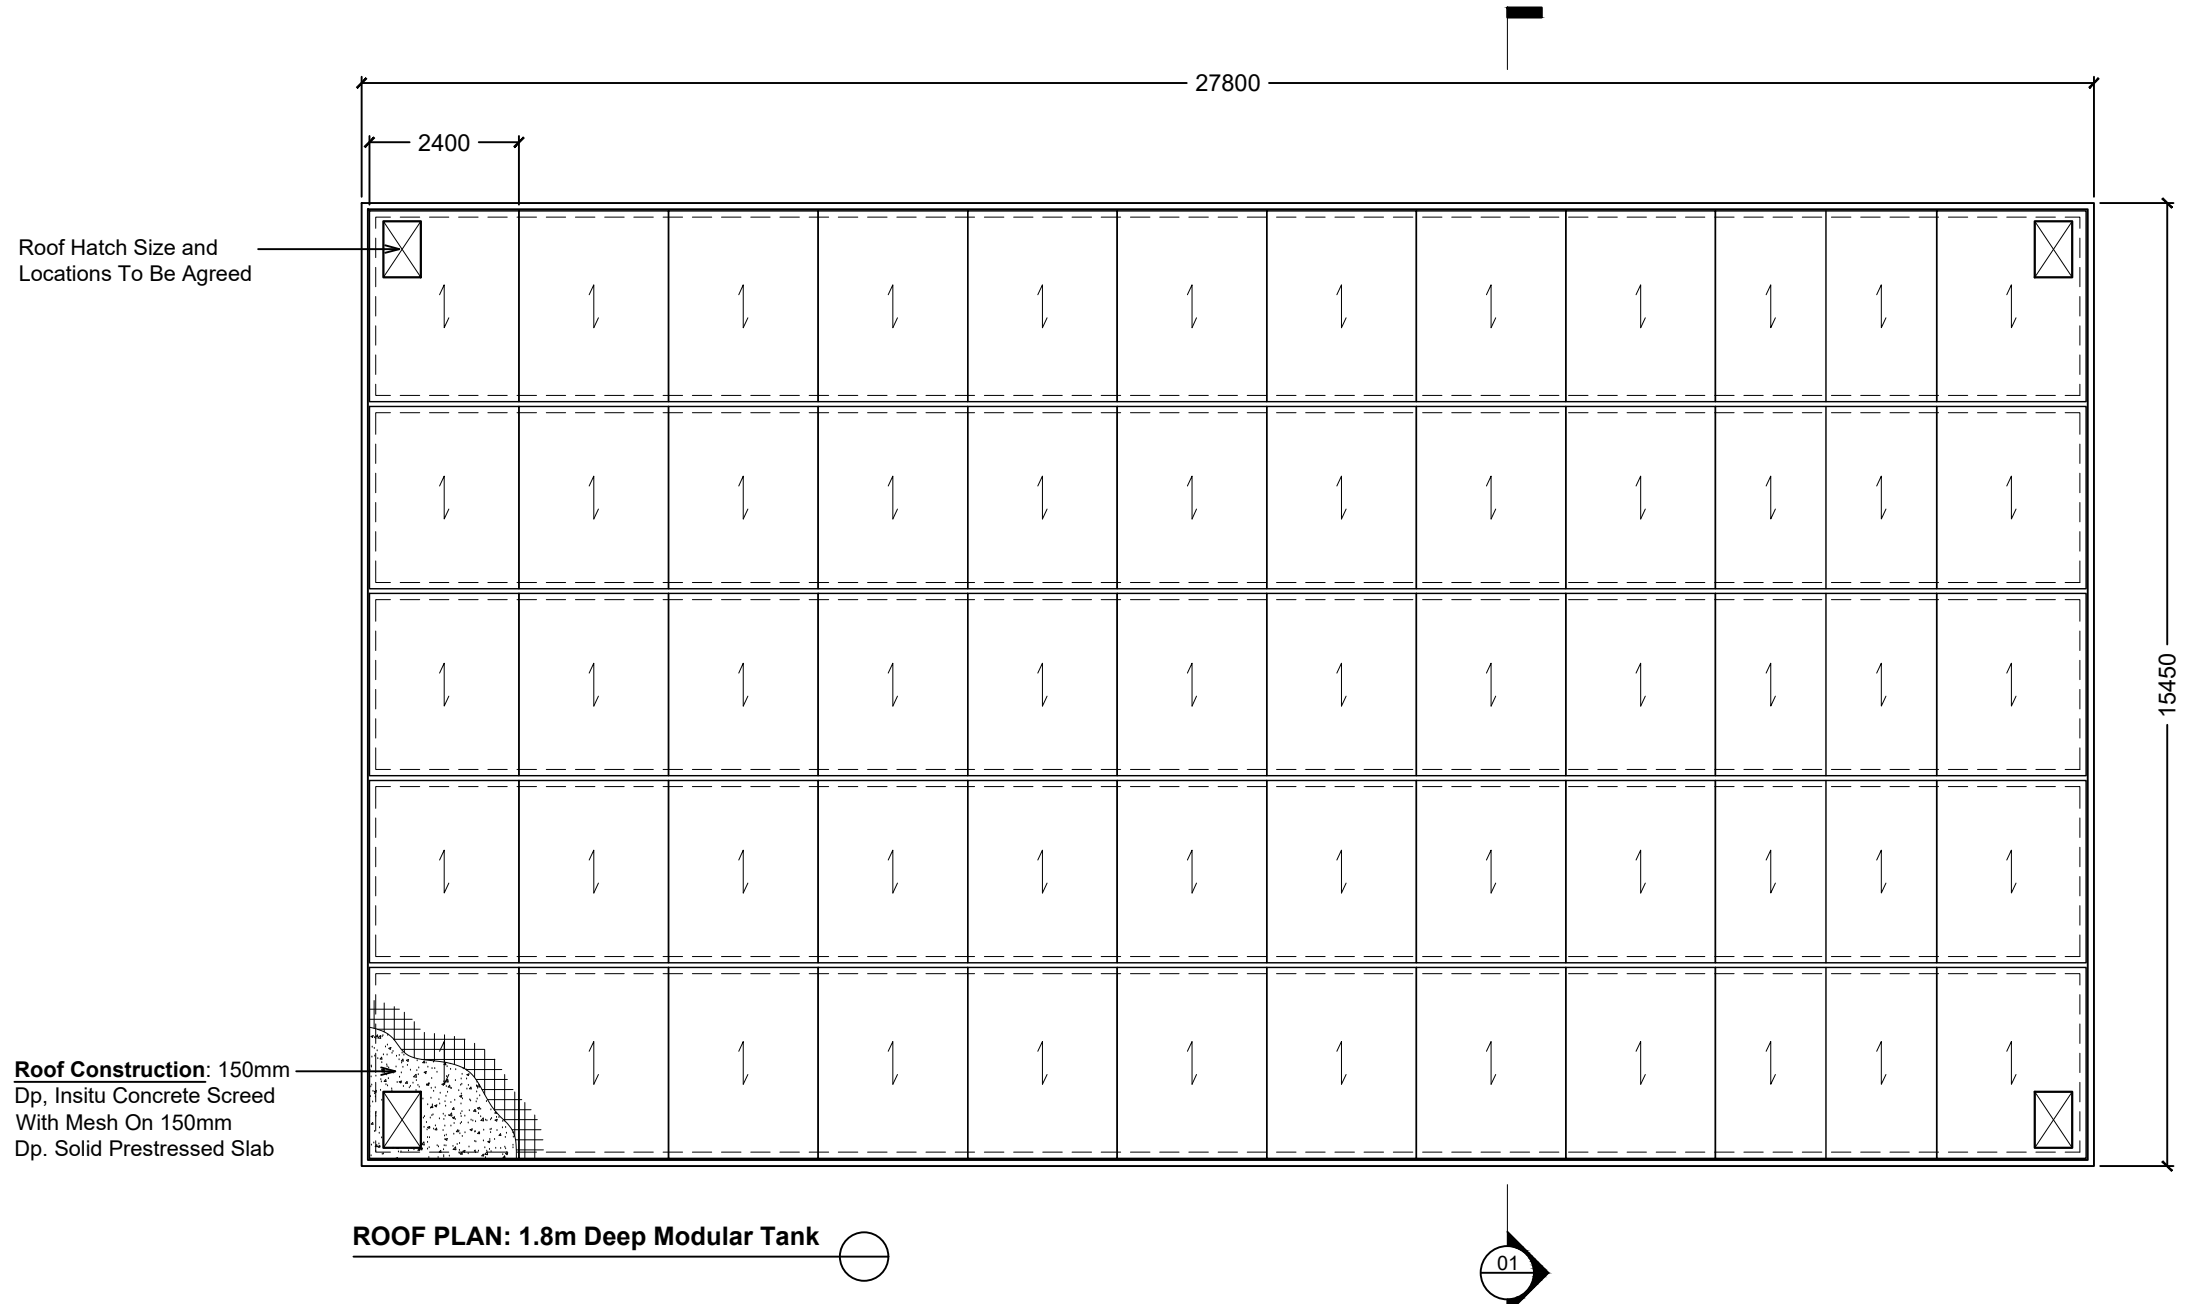 27800
2400
Roof Hatch Size and
Locations To Be Agreed
15450
Roof Construction: 150mm
Dp, Insitu Concrete Screed
With Mesh On 150mm
Dp. Solid Prestressed Slab
ROOF PLAN: 1.8m Deep Modular Tank
01